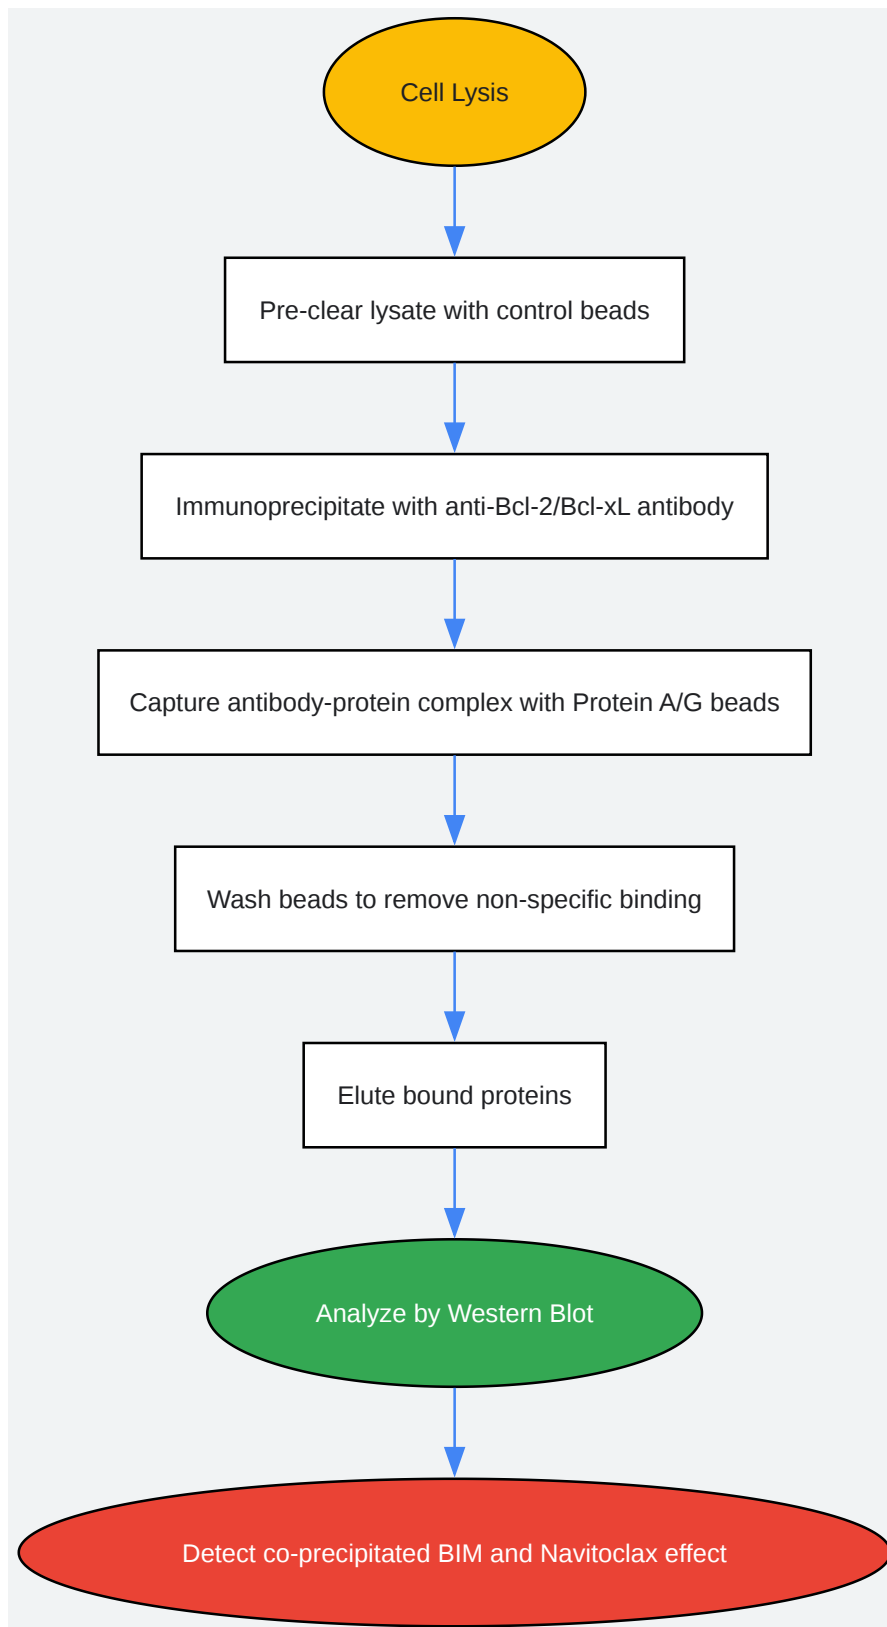 Cell Lysis
Pre-clear lysate with control beads
Immunoprecipitate with anti-Bcl-2/Bcl-xL antibody
Capture antibody-protein complex with Protein A/G beads
Wash beads to remove non-specific binding
Elute bound proteins
Analyze by Western Blot
Detect co-precipitated BIM and Navitoclax effect